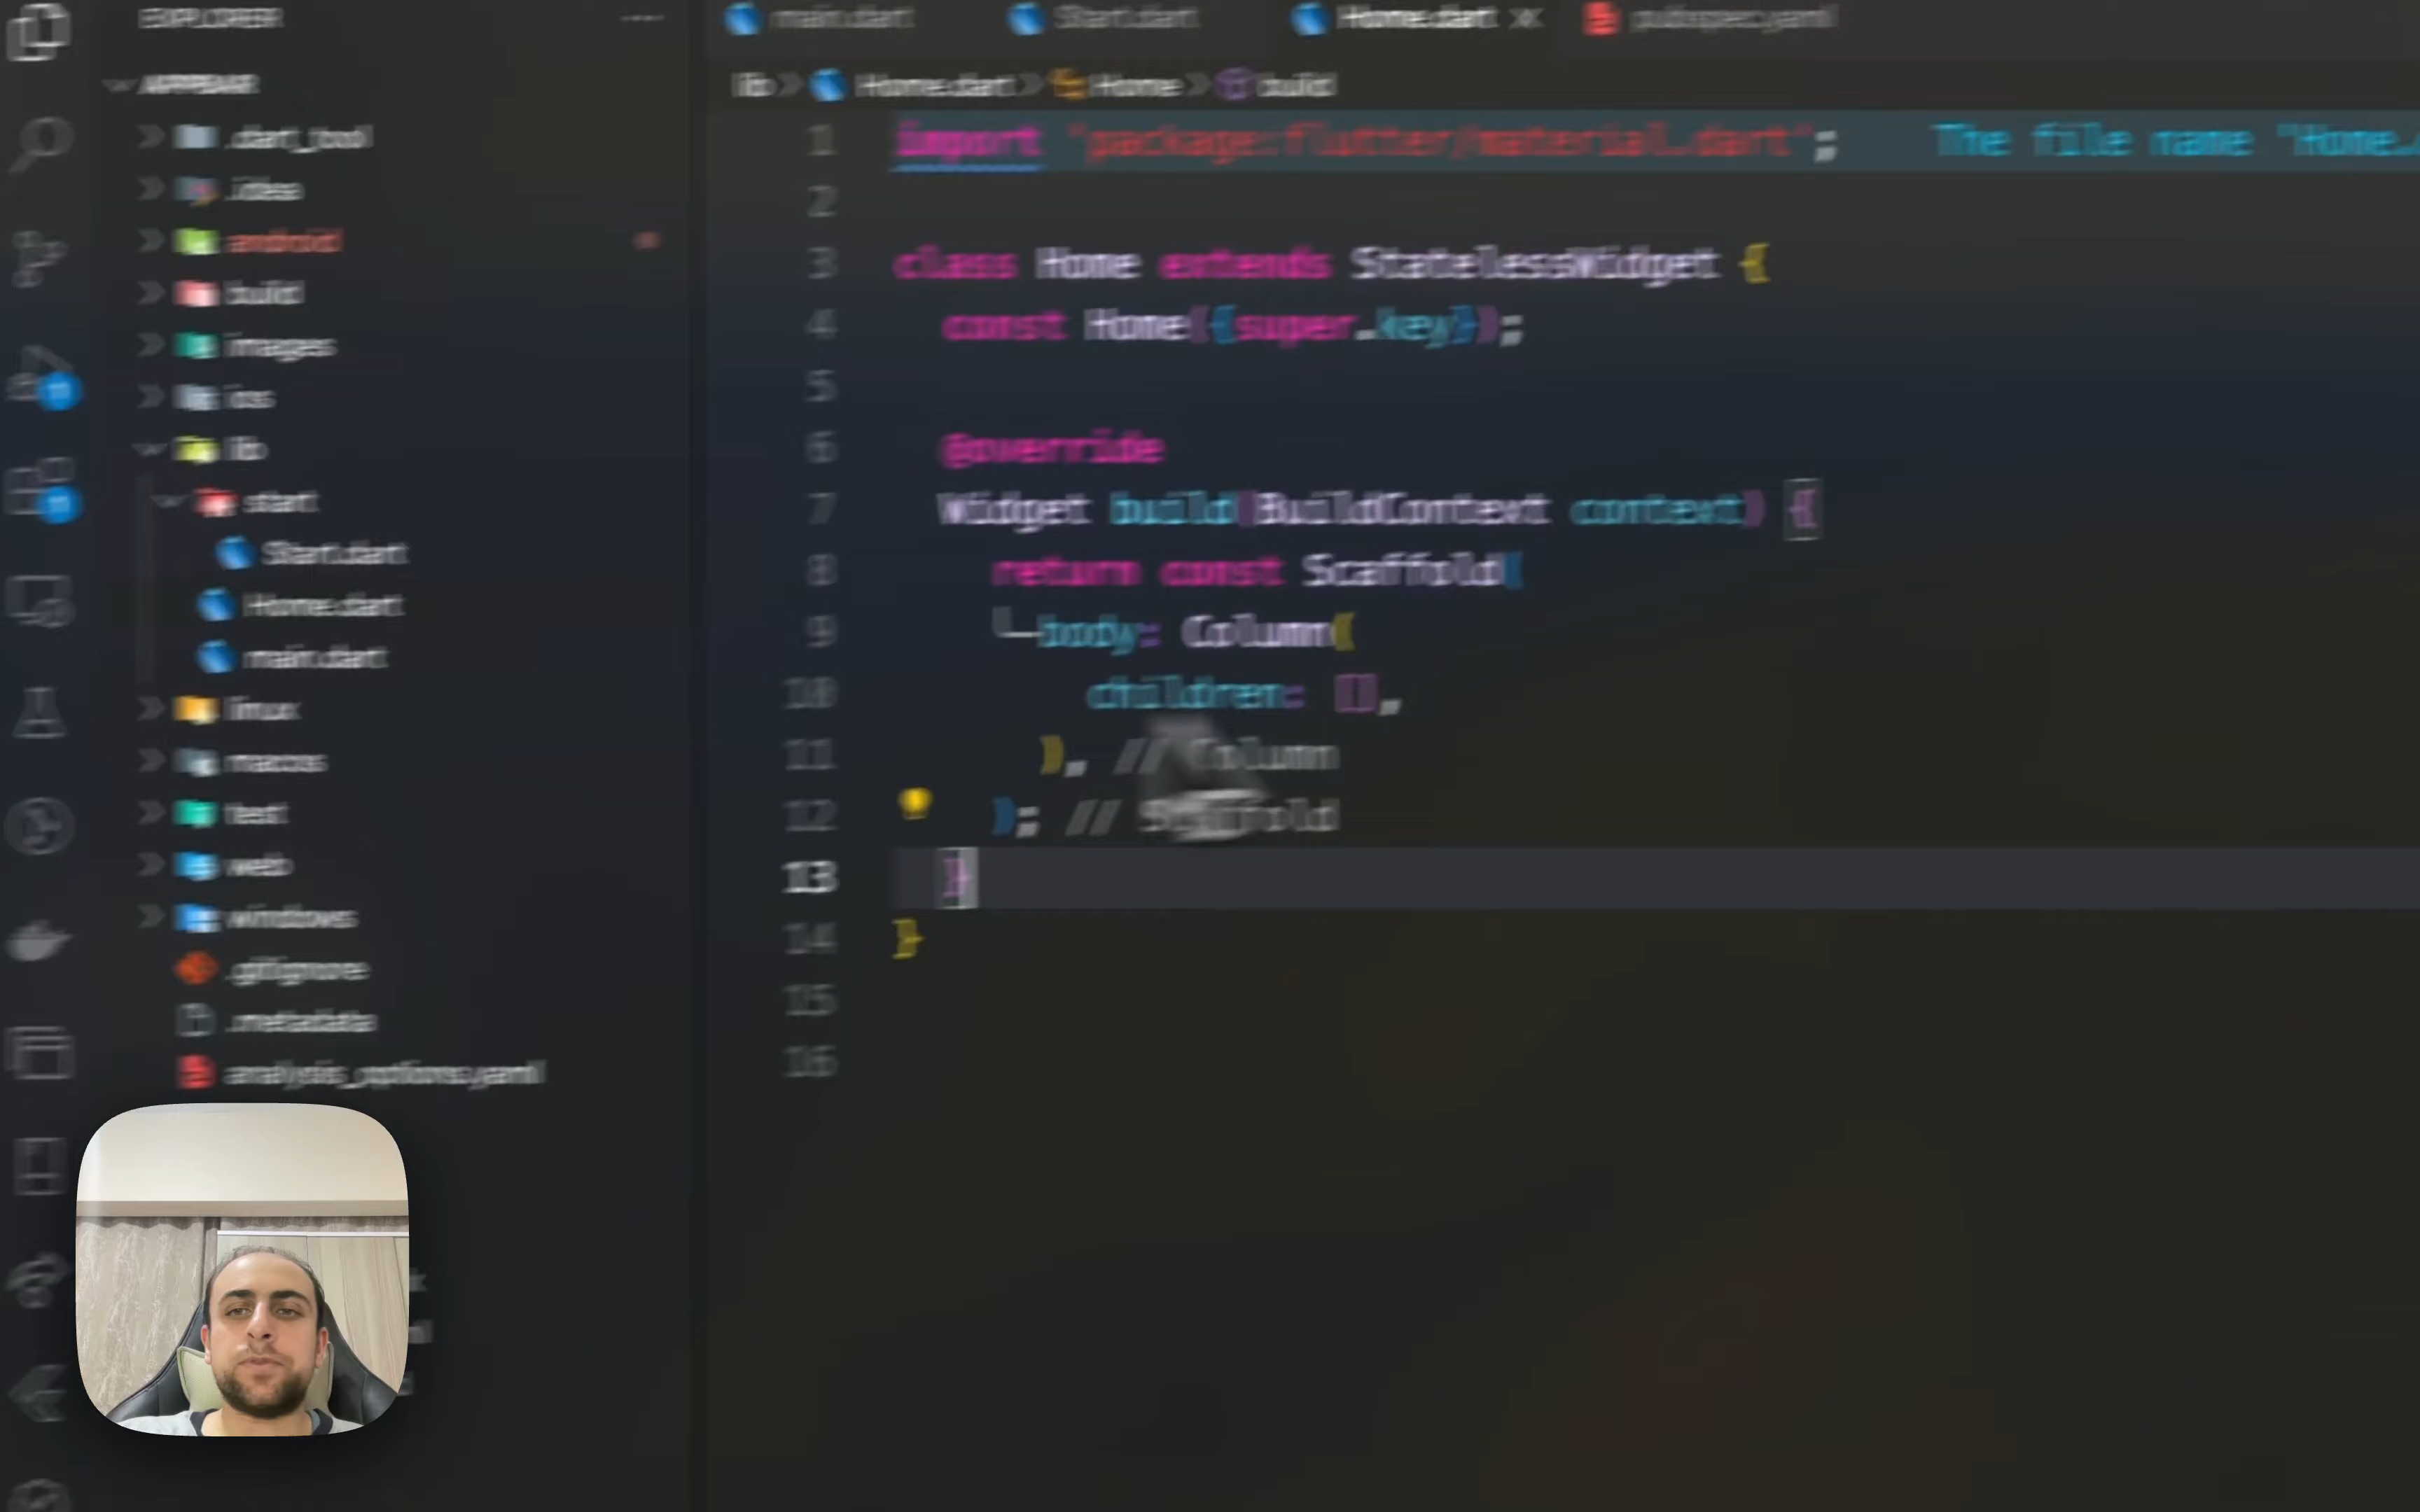 EXPLORER
APPBAR
.dart_tool
.idea
android
build
images
ios
lib
start
Start.dart
Home.dart
main.dart
linux
macos
test
web
windows
.gitignore
.metadata
analysis_options.yaml
main.dart
Start.dart
Home.dart
pubspec.yaml
lib > Home.dart > Home > build
1 import "package:flutter/material.dart"; The file name "Home.
2
3 class Home extends StatelessWidget {
4 const Home({super.key});
5
6 @override
7 Widget build(BuildContext context) {
8 return const Scaffold(
9 body: Column(
10 children: [],
11 ), // Column
12 ); // Scaffold
13 }
14 }
15
16